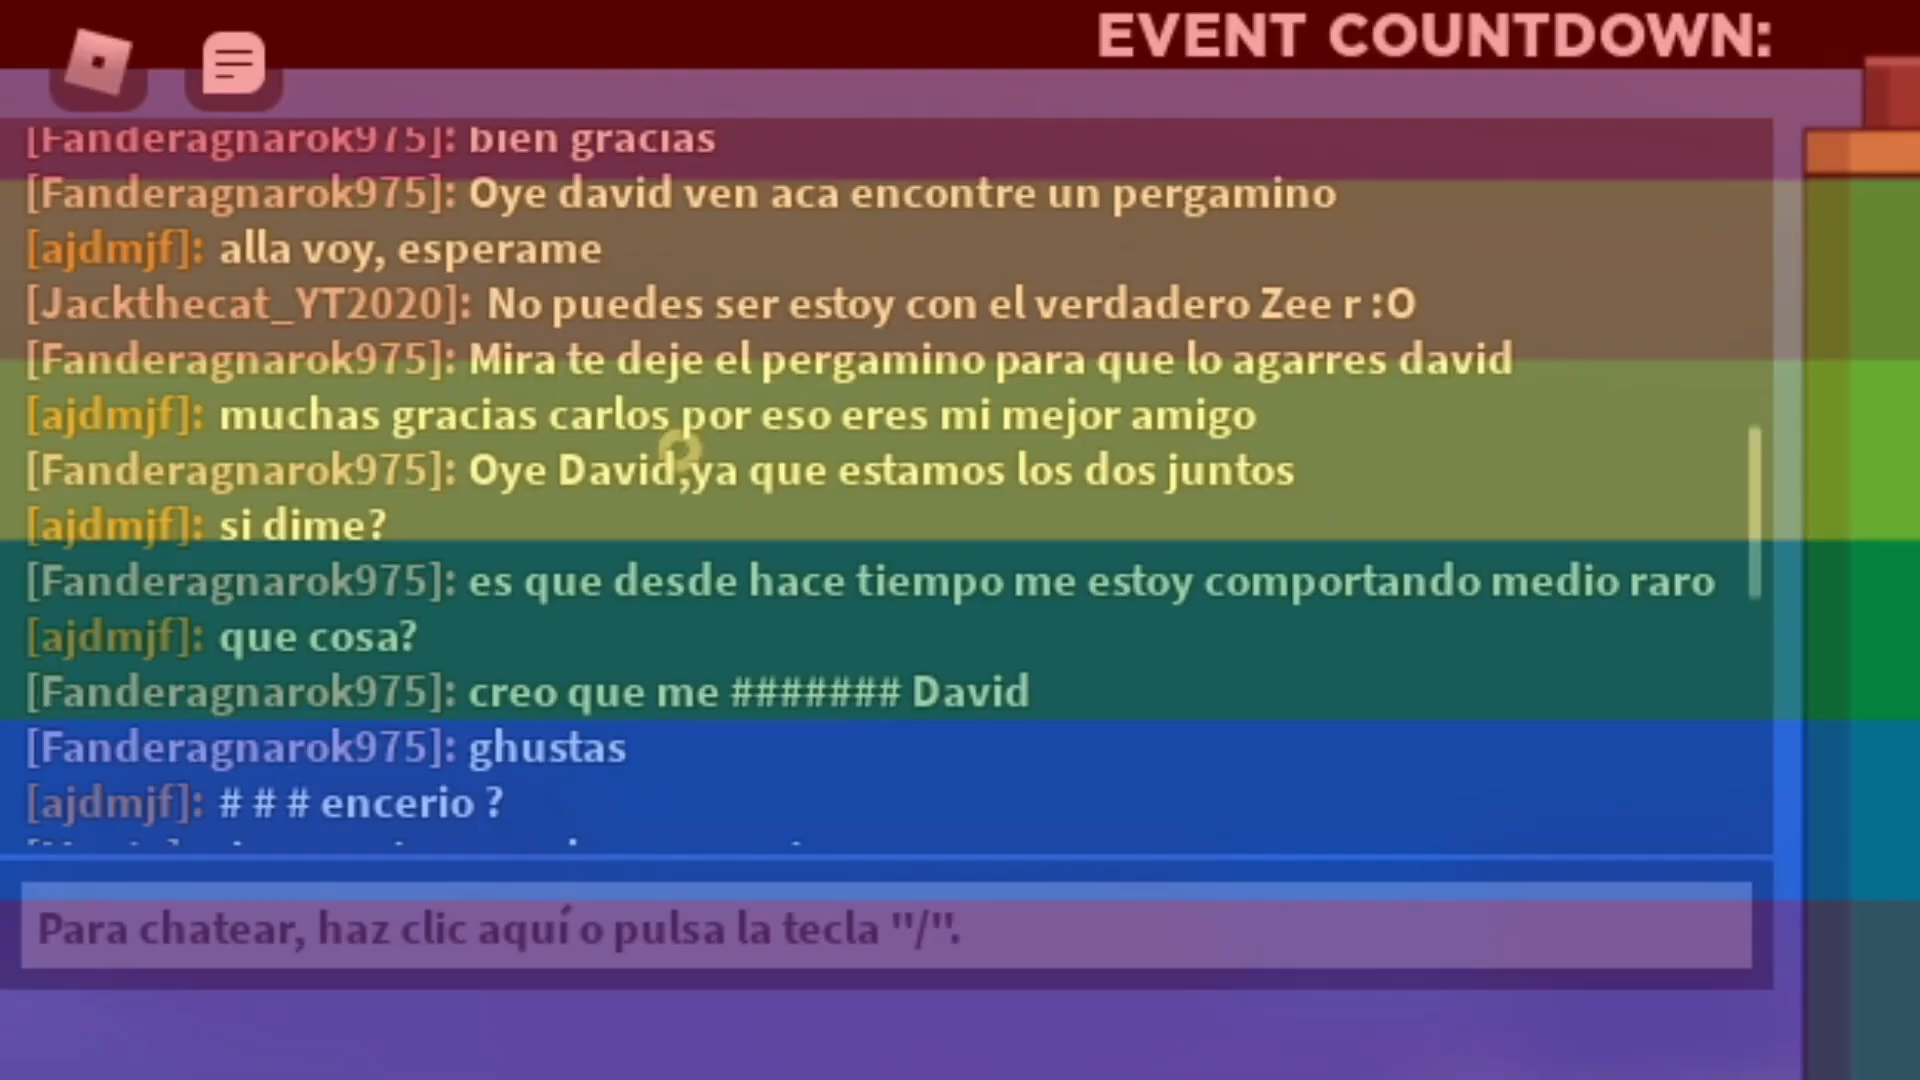 EVENT COUNTDOWN:
[Fanderagnarok975]: bien gracias
[Fanderagnarok975]: Oye david ven aca encontre un pergamino
[ajdmjf]: alla voy, esperame
[Jackthecat_YT2020]: No puedes ser estoy con el verdadero Zee r :O
[Fanderagnarok975]: Mira te deje el pergamino para que lo agarres david
[ajdmjf]: muchas gracias carlos por eso eres mi mejor amigo
[Fanderagnarok975]: Oye David,ya que estamos los dos juntos
[ajdmjf]: si dime?
[Fanderagnarok975]: es que desde hace tiempo me estoy comportando medio raro
[ajdmjf]: que cosa?
[Fanderagnarok975]: creo que me ####### David
[Fanderagnarok975]: ghustas
[ajdmjf]: # # # encerio ?
Para chatear, haz clic aquí o pulsa la tecla "/".